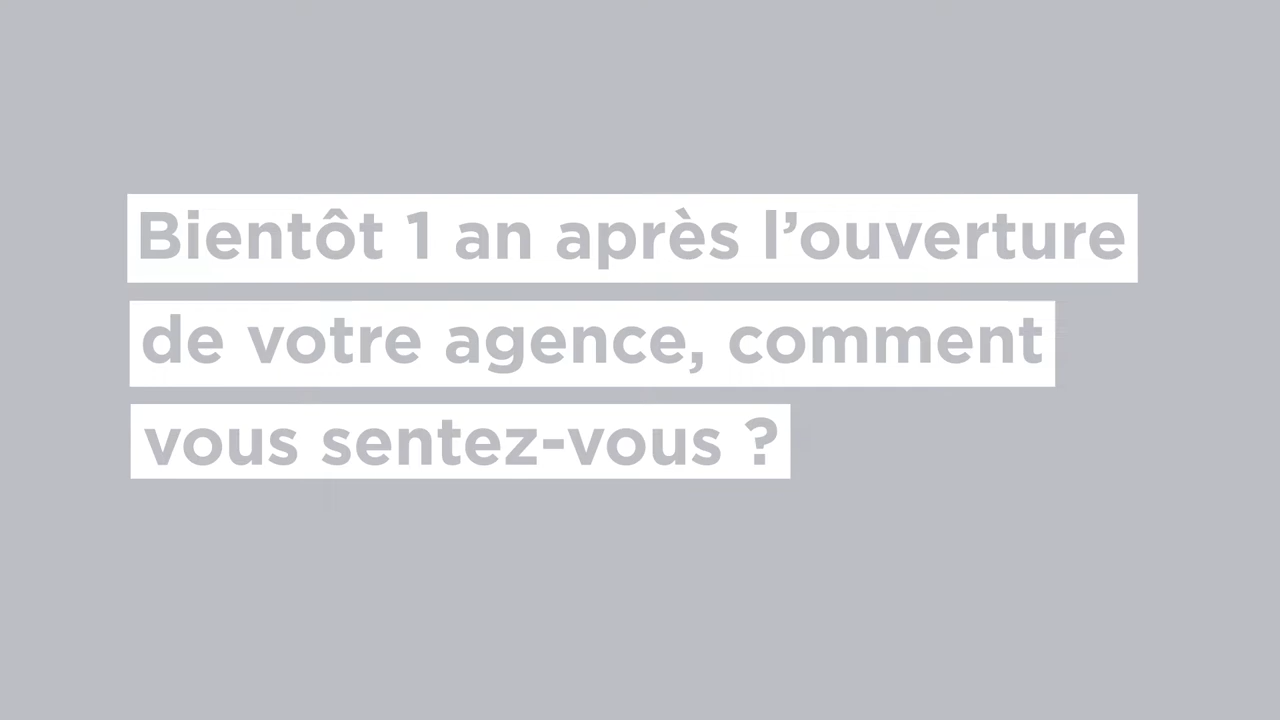 Bientôt 1 an après l’ouverture
de votre agence, comment
vous sentez-vous ?